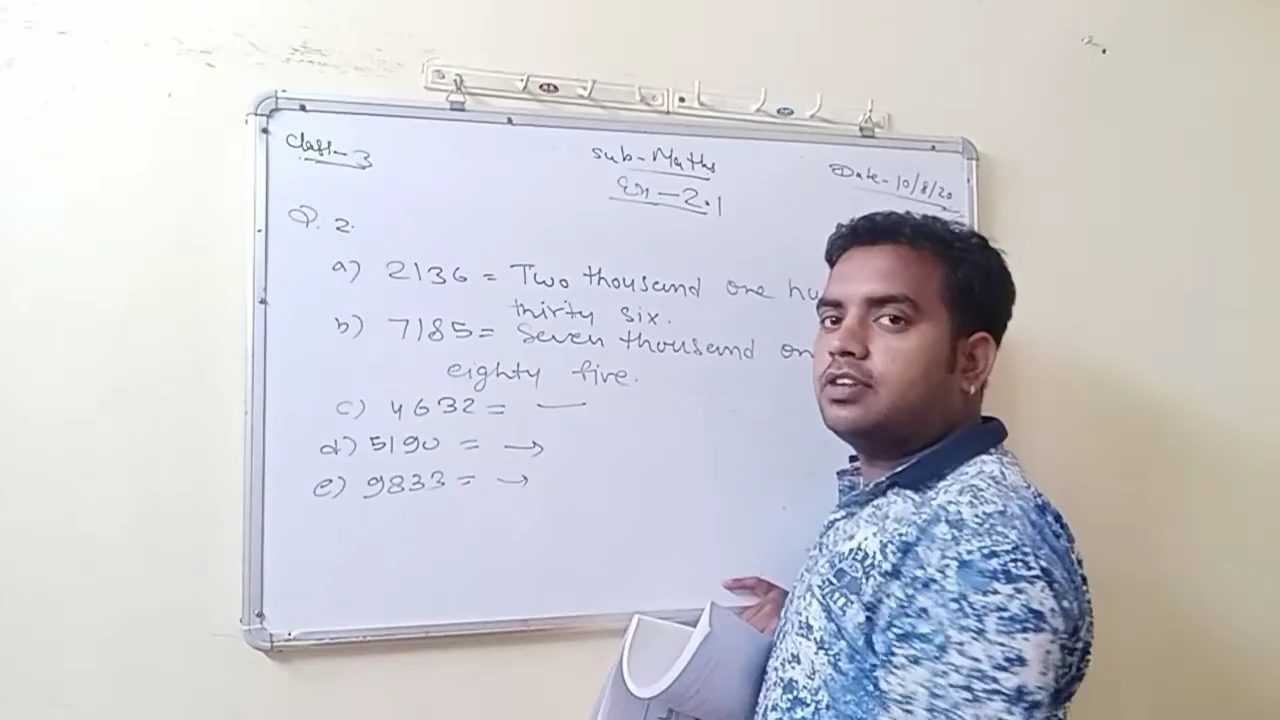 Class-3
Sub-Maths
Date-10/8/20
Ex-2.1
Q.2.
a) 2136 = Two thousand one hu
thirty six.
b) 7185 = Seven thousand on
eighty five.
c) 4632 = —
d) 5190 = →
e) 9833 = →